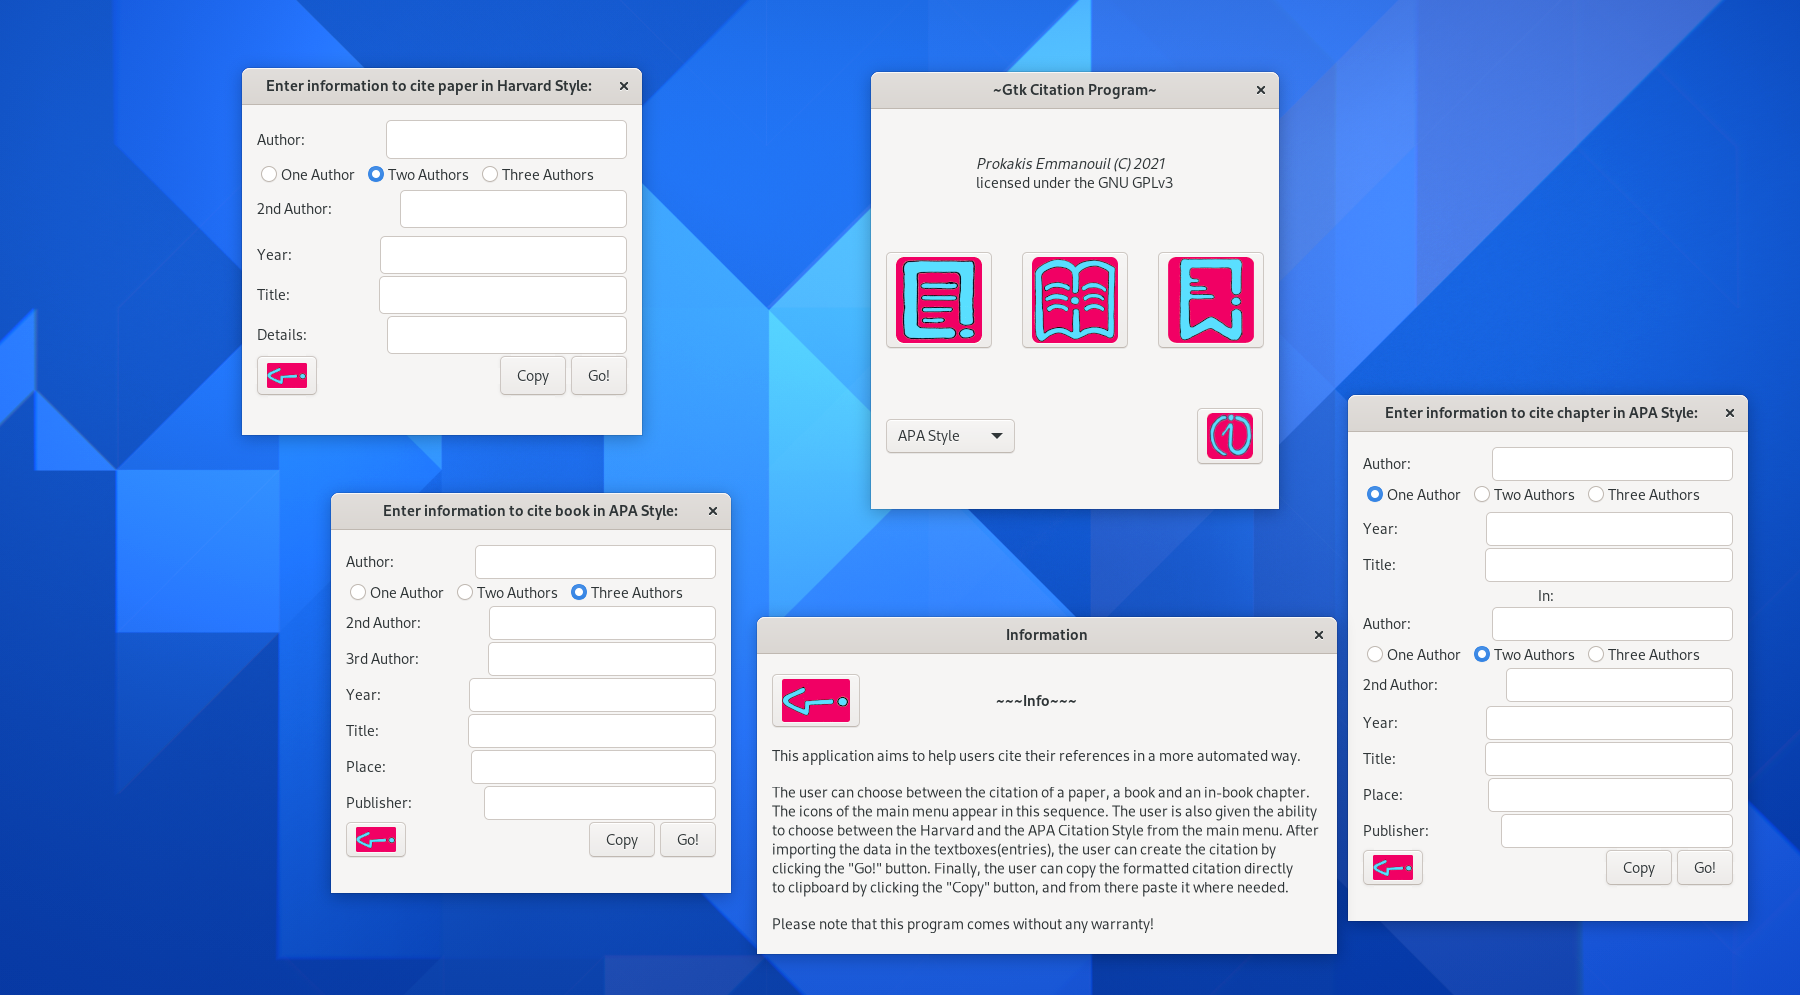 Enter information to cite paper in Harvard Style:
Author:
One Author Two Authors Three Authors
2nd Author:
Year:
Title:
Details:
Copy Go!
~Gtk Citation Program~
Prokakis Emmanouil (C) 2021
licensed under the GNU GPLv3
APA Style
Enter information to cite book in APA Style:
Author:
One Author Two Authors Three Authors
2nd Author:
3rd Author:
Year:
Title:
Place:
Publisher:
Copy Go!
Information
~~~Info~~~
This application aims to help users cite their references in a more automated way.
The user can choose between the citation of a paper, a book and an in-book chapter.
The icons of the main menu appear in this sequence. The user is also given the ability
to choose between the Harvard and the APA Citation Style from the main menu. After
importing the data in the textboxes(entries), the user can create the citation by
clicking the "Go!" button. Finally, the user can copy the formatted citation directly
to clipboard by clicking the "Copy" button, and from there paste it where needed.
Please note that this program comes without any warranty!
Enter information to cite chapter in APA Style:
Author:
One Author Two Authors Three Authors
Year:
Title:
In:
Author:
One Author Two Authors Three Authors
2nd Author:
Year:
Title:
Place:
Publisher:
Copy Go!